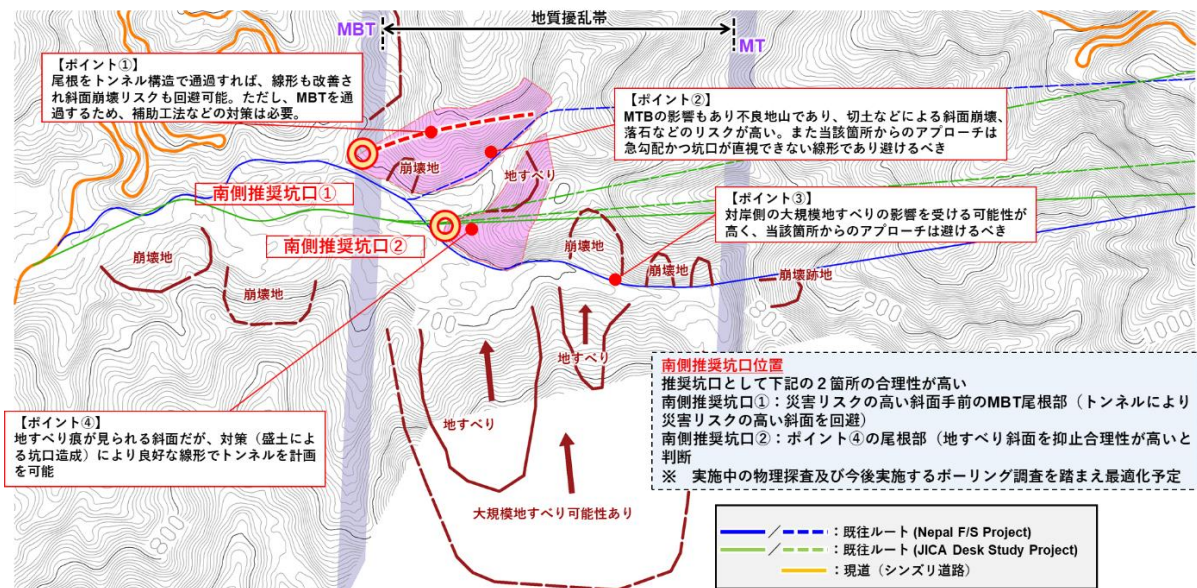 地質擾乱帯
MBT
MT
【ポイント①】
尾根をトンネル構造で通過すれば、線形も改善さ
れ斜面崩壊リスクも回避可能。ただし、MBTを通
過するため、補助工法などの対策は必要。
【ポイント②】
MTBの影響もあり不良地山であり、切土などによる斜面崩壊、
落石などのリスクが高い。また当該箇所からのアプローチは
急勾配かつ坑口が直視できない線形であり避けるべき
崩壊地
地すべり
南側推奨坑口①
【ポイント③】
対岸側の大規模地すべりの影響を受ける可能性が
高く、当該箇所からのアプローチは避けるべき
南側推奨坑口②
崩壊地
崩壊地
崩壊地
崩壊跡地
崩壊地
700
800
1000
地すべり
南側推奨坑口位置
推奨坑口として下記の２箇所の合理性が高い
南側推奨坑口①：災害リスクの高い斜面手前のMBT尾根部（トンネルにより
災害リスクの高い斜面を回避）
南側推奨坑口②：ポイント④の尾根部（地すべり斜面を抑止合理性が高いと
判断
※　実施中の物理探査及び今後実施するボーリング調査を踏まえ最適化予定
【ポイント④】
地すべり痕が見られる斜面だが、対策（盛土によ
る坑口造成）により良好な線形でトンネルを計画
を可能
地すべり
大規模地すべり可能性あり
／　：既往ルート (Nepal F/S Project)
／　：既往ルート (JICA Desk Study Project)
：現道（シンズリ道路）